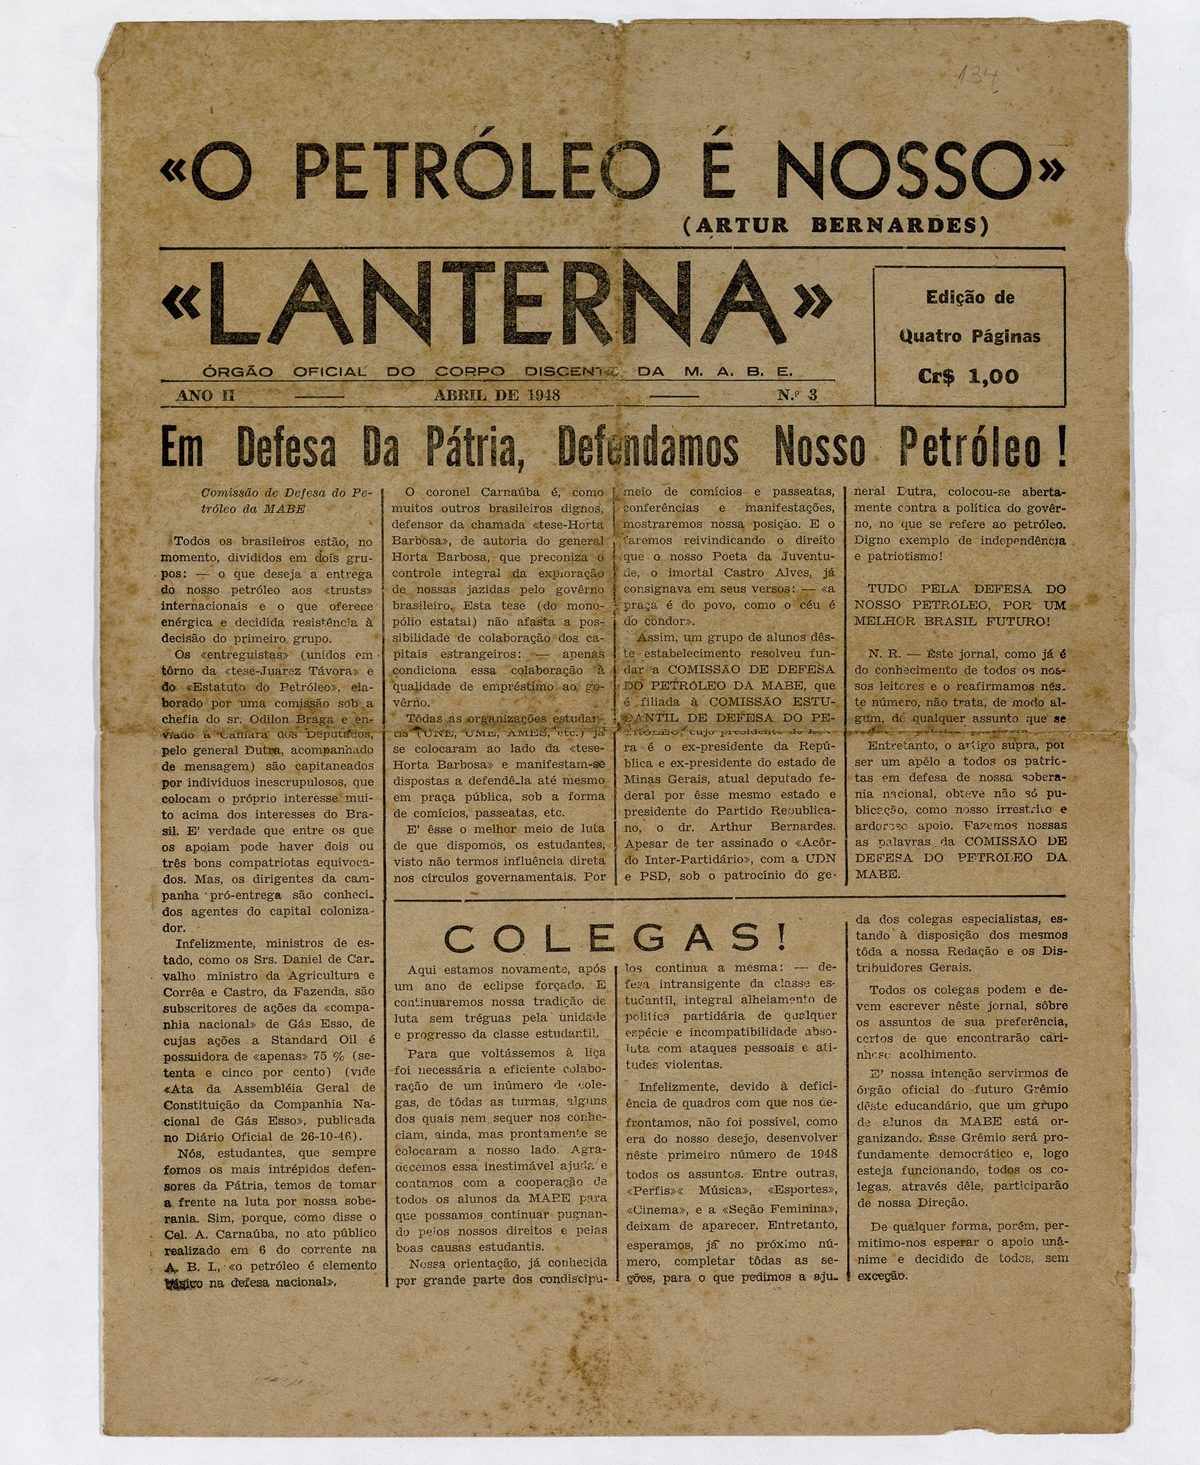 134
«O PETRÓLEO É NOSSO»
(ARTUR BERNARDES)
«LANTERNA»
ÓRGÃO OFICIAL DO CORPO DISCENTE DA M. A. B. E.
ANO II
ABRIL DE 1948
N.º 3
Edição de
Quatro Páginas
Cr$ 1,00
Em Defesa Da Pátria, Defendamos Nosso Petróleo !
Comissão de Defesa do Pe-
tróleo da MABE
Todos os brasileiros estão, no
momento, divididos em dois gru-
pos: — o que deseja a entrega
do nosso petróleo aos «trusts»
internacionais e o que oferece
enérgica e decidida resistência à
decisão do primeiro grupo.
Os «entreguistas» (unidos em
tôrno da «tese-Juarez Távora» e
do «Estatuto do Petróleo», ela-
borado por uma comissão sob a
chefia do sr. Odilon Braga e en-
viado à Câmara dos Deputados,
pelo general Dutra, acompanhado
de mensagem) são capitaneados
por indivíduos inescrupulosos, que
colocam o próprio interesse mui-
to acima dos interesses do Bra-
sil. E' verdade que entre os que
os apoiam pode haver dois ou
três bons compatriotas equivoca-
dos. Mas, os dirigentes da cam-
panha pró-entrega são conheci-
dos agentes do capital coloniza-
dor.
Infelizmente, ministros de es-
tado, como os Srs. Daniel de Car-
valho ministro da Agricultura e
Corrêa e Castro, da Fazenda, são
subscritores de ações da «compa-
nhia nacional» de Gás Esso, de
cujas ações a Standard Oil é
possuidora de «apenas» 75 % (se-
tenta e cinco por cento) (vide
«Ata da Assembléia Geral de
Constituição da Companhia Na-
cional de Gás Esso», publicada
no Diário Oficial de 26-10-46).
Nós, estudantes, que sempre
fomos os mais intrépidos defen-
sores da Pátria, temos de tomar
a frente na luta por nossa sobe-
rania. Sim, porque, como disse o
Cel. A. Carnaúba, no ato público
realizado em 6 do corrente na
A. B. I., «o petróleo é elemento
básico na defesa nacional».
O coronel Carnaúba é, como
muitos outros brasileiros dignos,
defensor da chamada «tese-Horta
Barbosa», de autoria do general
Horta Barbosa, que preconiza o
controle integral da exploração
de nossas jazidas pelo govêrno
brasileiro. Esta tese (do mono-
pólio estatal) não afasta a pos-
sibilidade de colaboração dos ca-
pitais estrangeiros: — apenas
condiciona essa colaboração à
qualidade de empréstimo ao go-
vêrno.
Tôdas as organizações estudan-
tis (UNE, UME, AMES, etc.) já
se colocaram ao lado da «tese-
Horta Barbosa» e manifestam-se
dispostas a defendê-la até mesmo
em praça pública, sob a forma
de comícios, passeatas, etc.
E' êsse o melhor meio de luta
de que dispomos, os estudantes,
visto não termos influência direta
nos círculos governamentais. Por
meio de comícios e passeatas,
conferências e manifestações,
mostraremos nossa posição. E o
faremos reivindicando o direito
que o nosso Poeta da Juventu-
de, o imortal Castro Alves, já
consignava em seus versos: — «a
praça é do povo, como o céu é
do condor».
Assim, um grupo de alunos dês-
te estabelecimento resolveu fun-
dar a COMISSÃO DE DEFESA
DO PETRÓLEO DA MABE, que
é filiada à COMISSÃO ESTU-
DANTIL DE DEFESA DO PE-
TRÓLEO, cujo presidente de hon-
ra é o ex-presidente da Repú-
blica e ex-presidente do estado de
Minas Gerais, atual deputado fe-
deral por êsse mesmo estado e
presidente do Partido Republica-
no, o dr. Arthur Bernardes.
Apesar de ter assinado o «Acôr-
do Inter-Partidário», com a UDN
e PSD, sob o patrocínio do ge-
neral Dutra, colocou-se aberta-
mente contra a política do govêr-
no, no que se refere ao petróleo.
Digno exemplo de independência
e patriotismo!
TUDO PELA DEFESA DO
NOSSO PETRÓLEO, POR UM
MELHOR BRASIL FUTURO!
N. R. — Êste jornal, como já é
do conhecimento de todos os nos-
sos leitores e o reafirmamos nês-
te número, não trata, de modo al-
gum, de qualquer assunto que se
Entretanto, o artigo supra, por
ser um apêlo a todos os patrio-
tas em defesa de nossa sobera-
nia nacional, obteve não só pu-
blicação, como nosso irrestrito e
ardoroso apoio. Fazemos nossas
as palavras da COMISSÃO DE
DEFESA DO PETRÓLEO DA
MABE.
COLEGAS!
Aqui estamos novamente, após
um ano de eclipse forçado. E
continuaremos nossa tradição de
luta sem tréguas pela unidade
e progresso da classe estudantil.
Para que voltássemos à liça
foi necessária a eficiente colabo-
ração de um inúmero de cole-
gas, de tôdas as turmas, alguns
dos quais nem sequer nos conhe-
ciam, ainda, mas prontamente se
colocaram a nosso lado. Agra-
decemos essa inestimável ajuda e
contamos com a cooperação de
todos os alunos da MABE para
que possamos continuar pugnan-
do pelos nossos direitos e pelas
boas causas estudantis.
Nossa orientação, já conhecida
por grande parte dos condiscípu-
los continua a mesma: — de-
fesa intransigente da classe es-
tudantil, integral alheiamento de
política partidária de qualquer
espécie e incompatibilidade abso-
luta com ataques pessoais e ati-
tudes violentas.
Infelizmente, devido à defici-
ência de quadros com que nos de-
frontamos, não foi possível, como
era do nosso desejo, desenvolver
nêste primeiro número de 1948
todos os assuntos. Entre outras,
«Perfis»« Música», «Esportes»,
«Cinema», e a «Seção Feminina»,
deixam de aparecer. Entretanto,
esperamos, já no próximo nú-
mero, completar tôdas as se-
ções, para o que pedimos a aju-
da dos colegas especialistas, es-
tando à disposição dos mesmos
tôda a nossa Redação e os Dis-
tribuidores Gerais.
Todos os colegas podem e de-
vem escrever nêste jornal, sôbre
os assuntos de sua preferência,
certos de que encontrarão cari-
nhoso acolhimento.
E' nossa intenção servirmos de
órgão oficial do futuro Grêmio
dêste educandário, que um grupo
de alunos da MABE está or-
ganizando. Êsse Grêmio será pro-
fundamente democrático e, logo
esteja funcionando, todos os co-
legas, através dêle, participarão
de nossa Direção.
De qualquer forma, porém, per-
mitimo-nos esperar o apoio unâ-
nime e decidido de todos, sem
exceção.